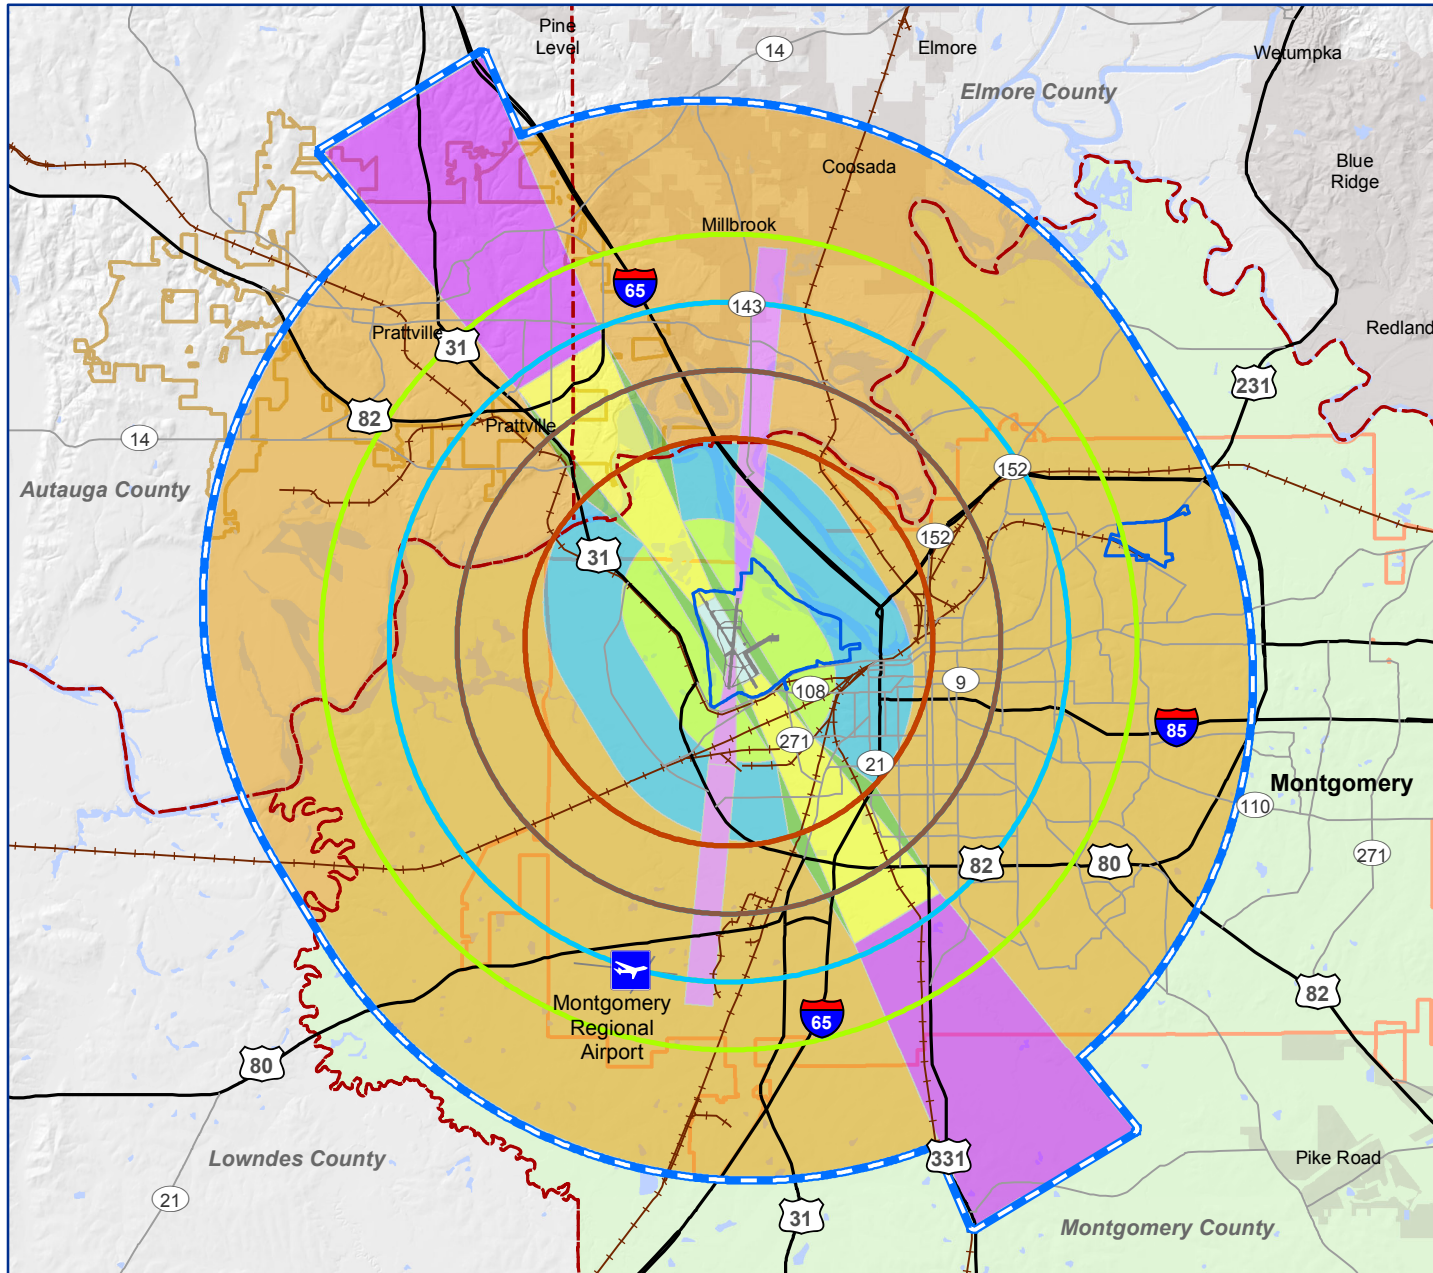 Pine
Level
14
Elmore
Wetumpka
Elmore County
Coosada
Blue
Ridge
Millbrook
65
143
Prattville
31
Redland
231
82
Prattville
14
152
Autauga County
152
31
108
9
271
85
21
Montgomery
110
82
80
271
82
Montgomery
Regional
Airport
65
80
331
Lowndes County
Pike Road
21
31
Montgomery County